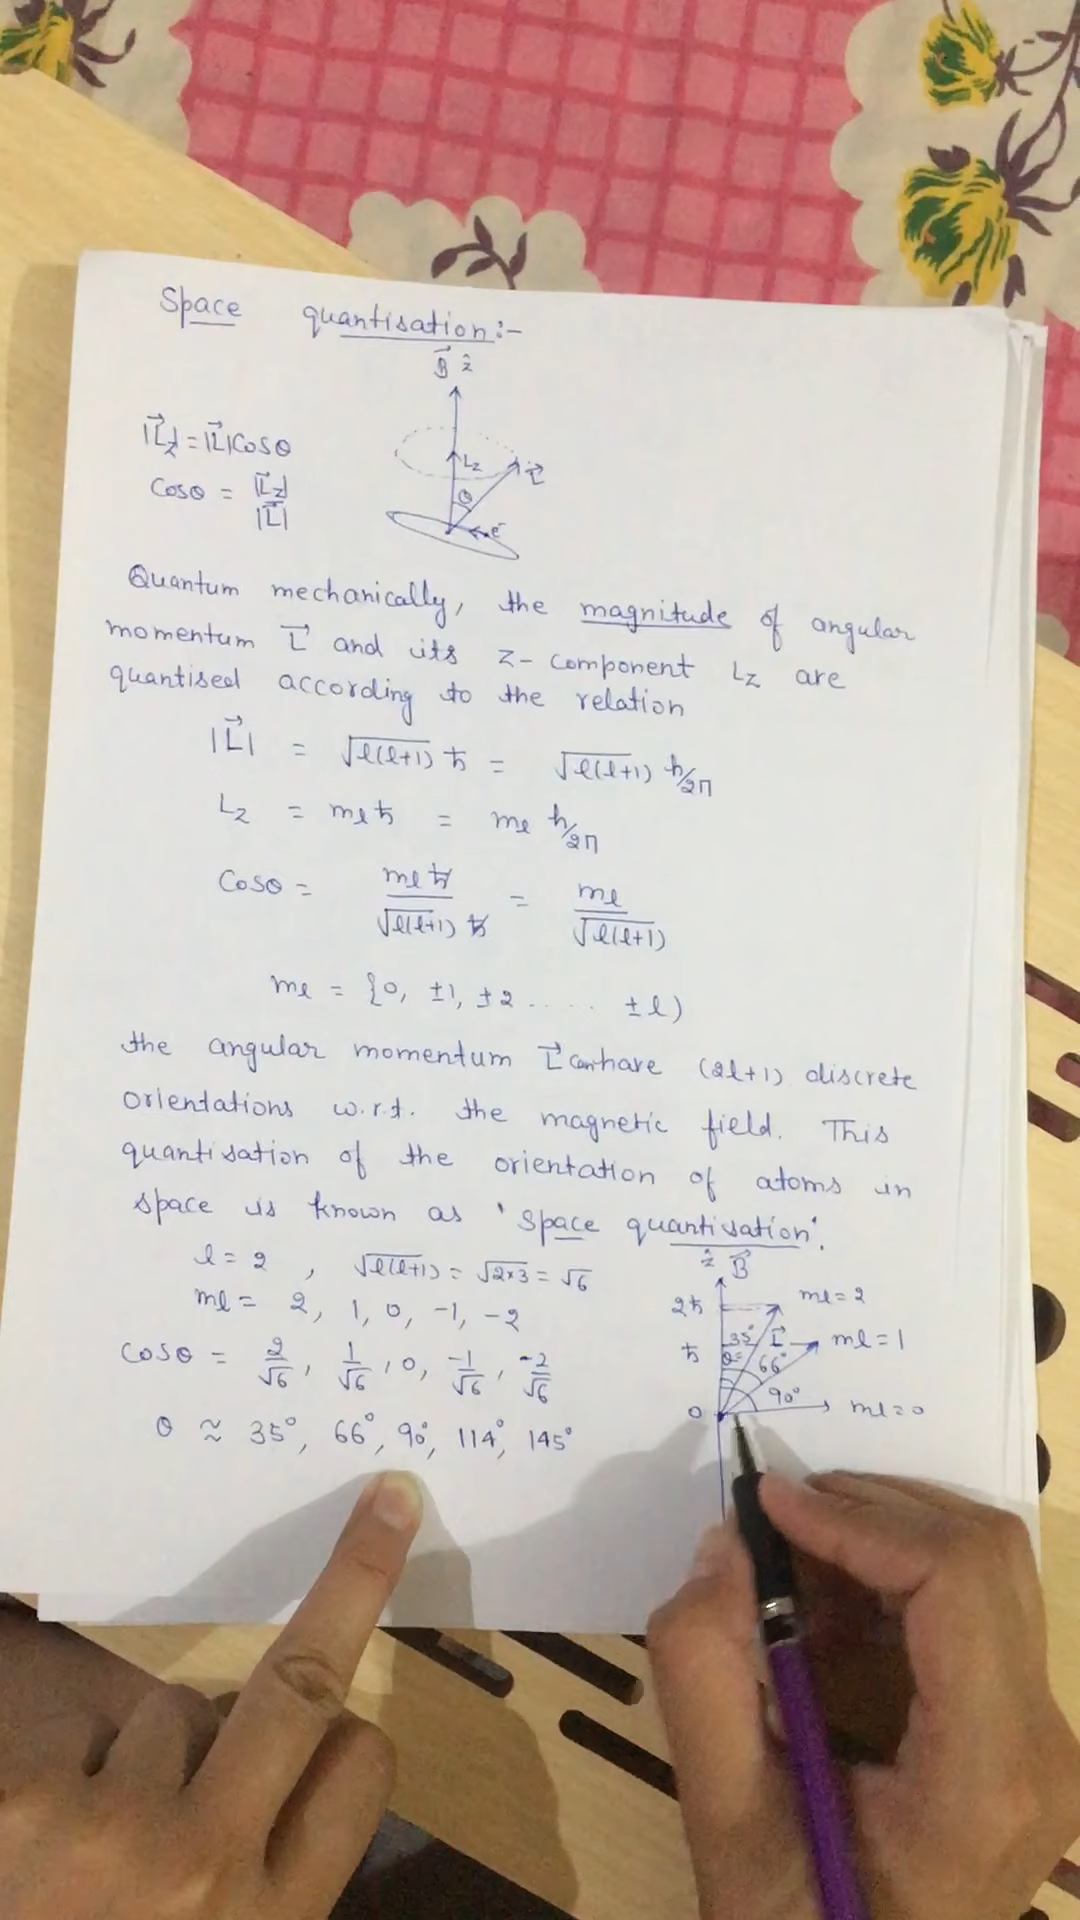 Space quantisation:-
B⃗ ẑ
|L⃗z| = |L⃗|cosθ
Lz
L⃗
cosθ = |L⃗z| / |L⃗|
θ
e⁻
Quantum mechanically, the magnitude of angular
momentum L⃗ and its z-component Lz are
quantised according to the relation
|L⃗| = √l(l+1) ħ = √l(l+1) h/2π
Lz = mlħ = ml h/2π
Cosθ = mlħ / √l(l+1) ħ = ml / √l(l+1)
ml = {0, ±1, ±2 ..... ±l)
the angular momentum L⃗ can have (2l+1) discrete
orientations w.r.t. the magnetic field. This
quantisation of the orientation of atoms in
space is known as 'space quantisation'.
l = 2 , √l(l+1) = √2×3 = √6
ml = 2, 1, 0, -1, -2
cosθ = 2/√6, 1/√6, 0, -1/√6, -2/√6
θ ≈ 35°, 66°, 90°, 114°, 145°
ẑ B⃗
2ħ ml = 2
35° L⃗ ml = 1
ħ θ= 66°
90°
0 ml = 0